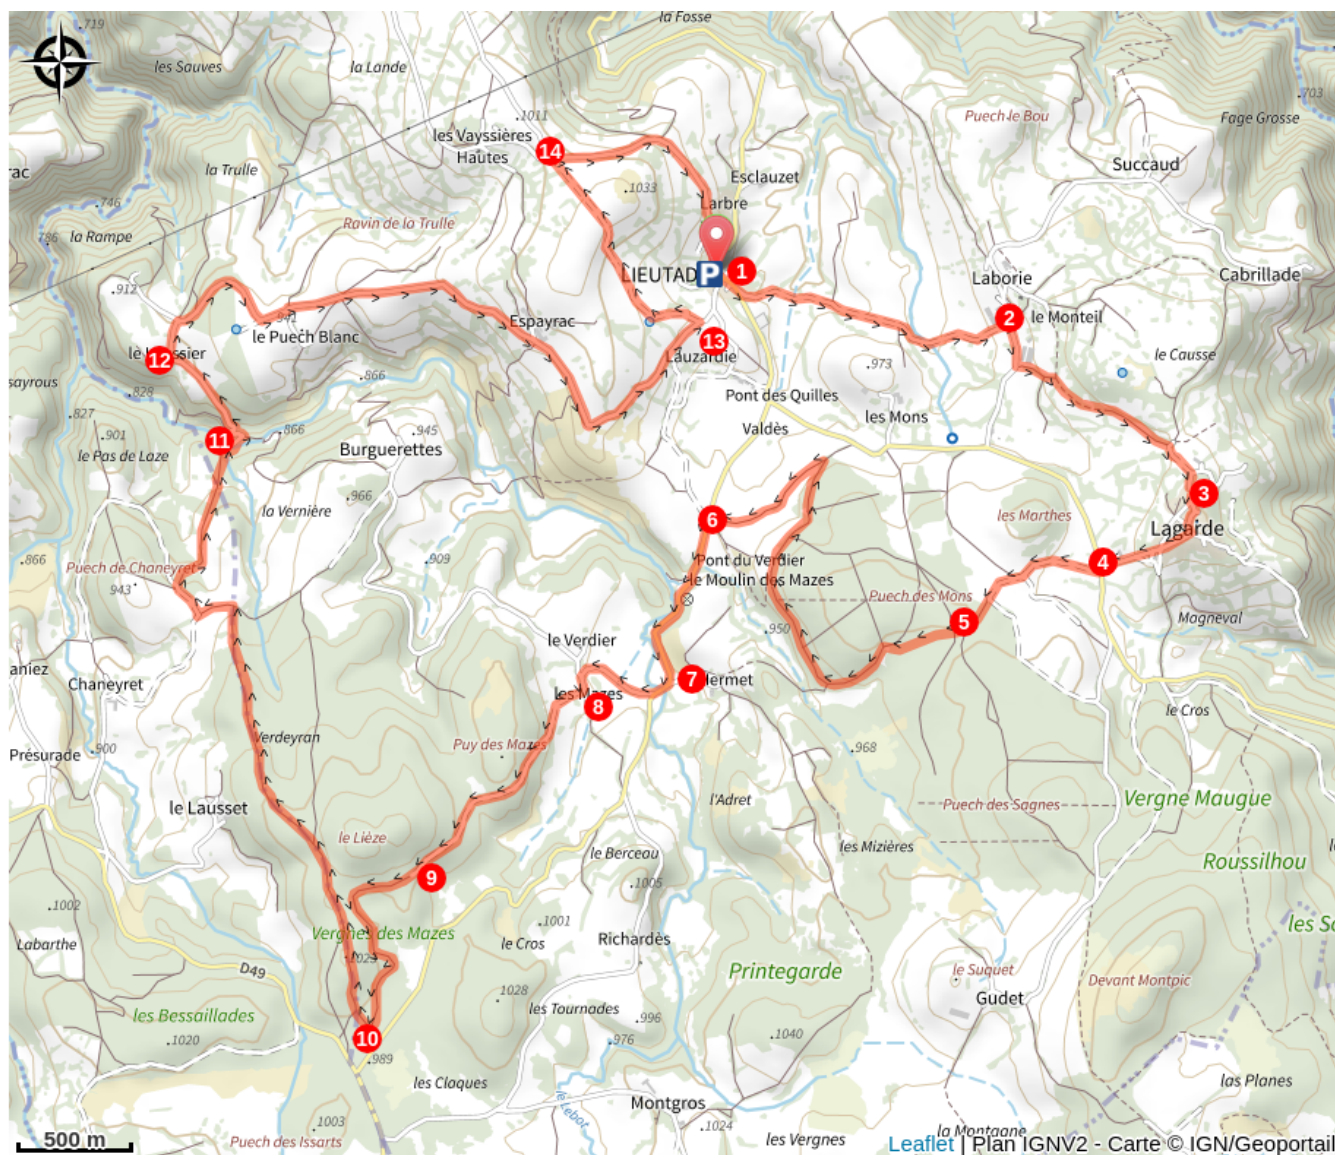 719
la Fosse
les Sauves
la Lande
703
1011
Puech le Bou
Fage Grosse
les Vayssières
Hautes
14
Succaud
rac
la Trulle
1033
Esclauzet
746
Larbre
Ravin de la Trulle
786
la Rampe
LIEUTAD
P
1
Laborie
Cabrillade
912
941
Espayrac
2
le Monteil
le Puech Blanc
13
12
Lauzardie
le Causse
973
sayrous
866
828
Pont des Quilles
827
les Mons
Valdès
901
11
866
945
le Pas de Laze
Burguerettes
966
3
la Vernière
les Marthes
6
Lagarde
866
909
Pont du Verdier
4
Puech de Chaneyret
le Moulin des Mazes
943
Puech des Mons
950
5
Magneval
le Verdier
aniez
Chaneyret
7
les Mazes
8
le Cros
Verdeyran
Puy des Mazes
900
968
Présurade
l'Adret
Vergne Maugue
Puech des Sagnes
le Lausset
le Lièze
les Mizières
le Berceau
Roussilhou
9
1005
1002
1001
Vergnes des Mazes
le Cros
Labarthe
Richardès
D49
Printegarde
le Suquet
Devant Montpic
1028
Gudet
les Tournades
les Bessaillades
996
1020
10
1040
976
989
les Claques
las Planes
le Lebot
Montgros
1003
1024
Puech des Issarts
les Vergnes
la Montagne
500 m
Leaflet | Plan IGNV2 - Carte © IGN/Geoportail